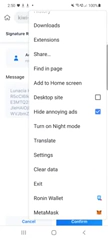 2:50
76%
Signature R
Downloads
Extensions
Share...
Find in page
Add to Home screen
Desktop site
Hide annoying ads
Turn on Night mode
Translate
Settings
Clear data
Exit
Ronin Wallet
MetaMask
Message
Cancel
Confirm